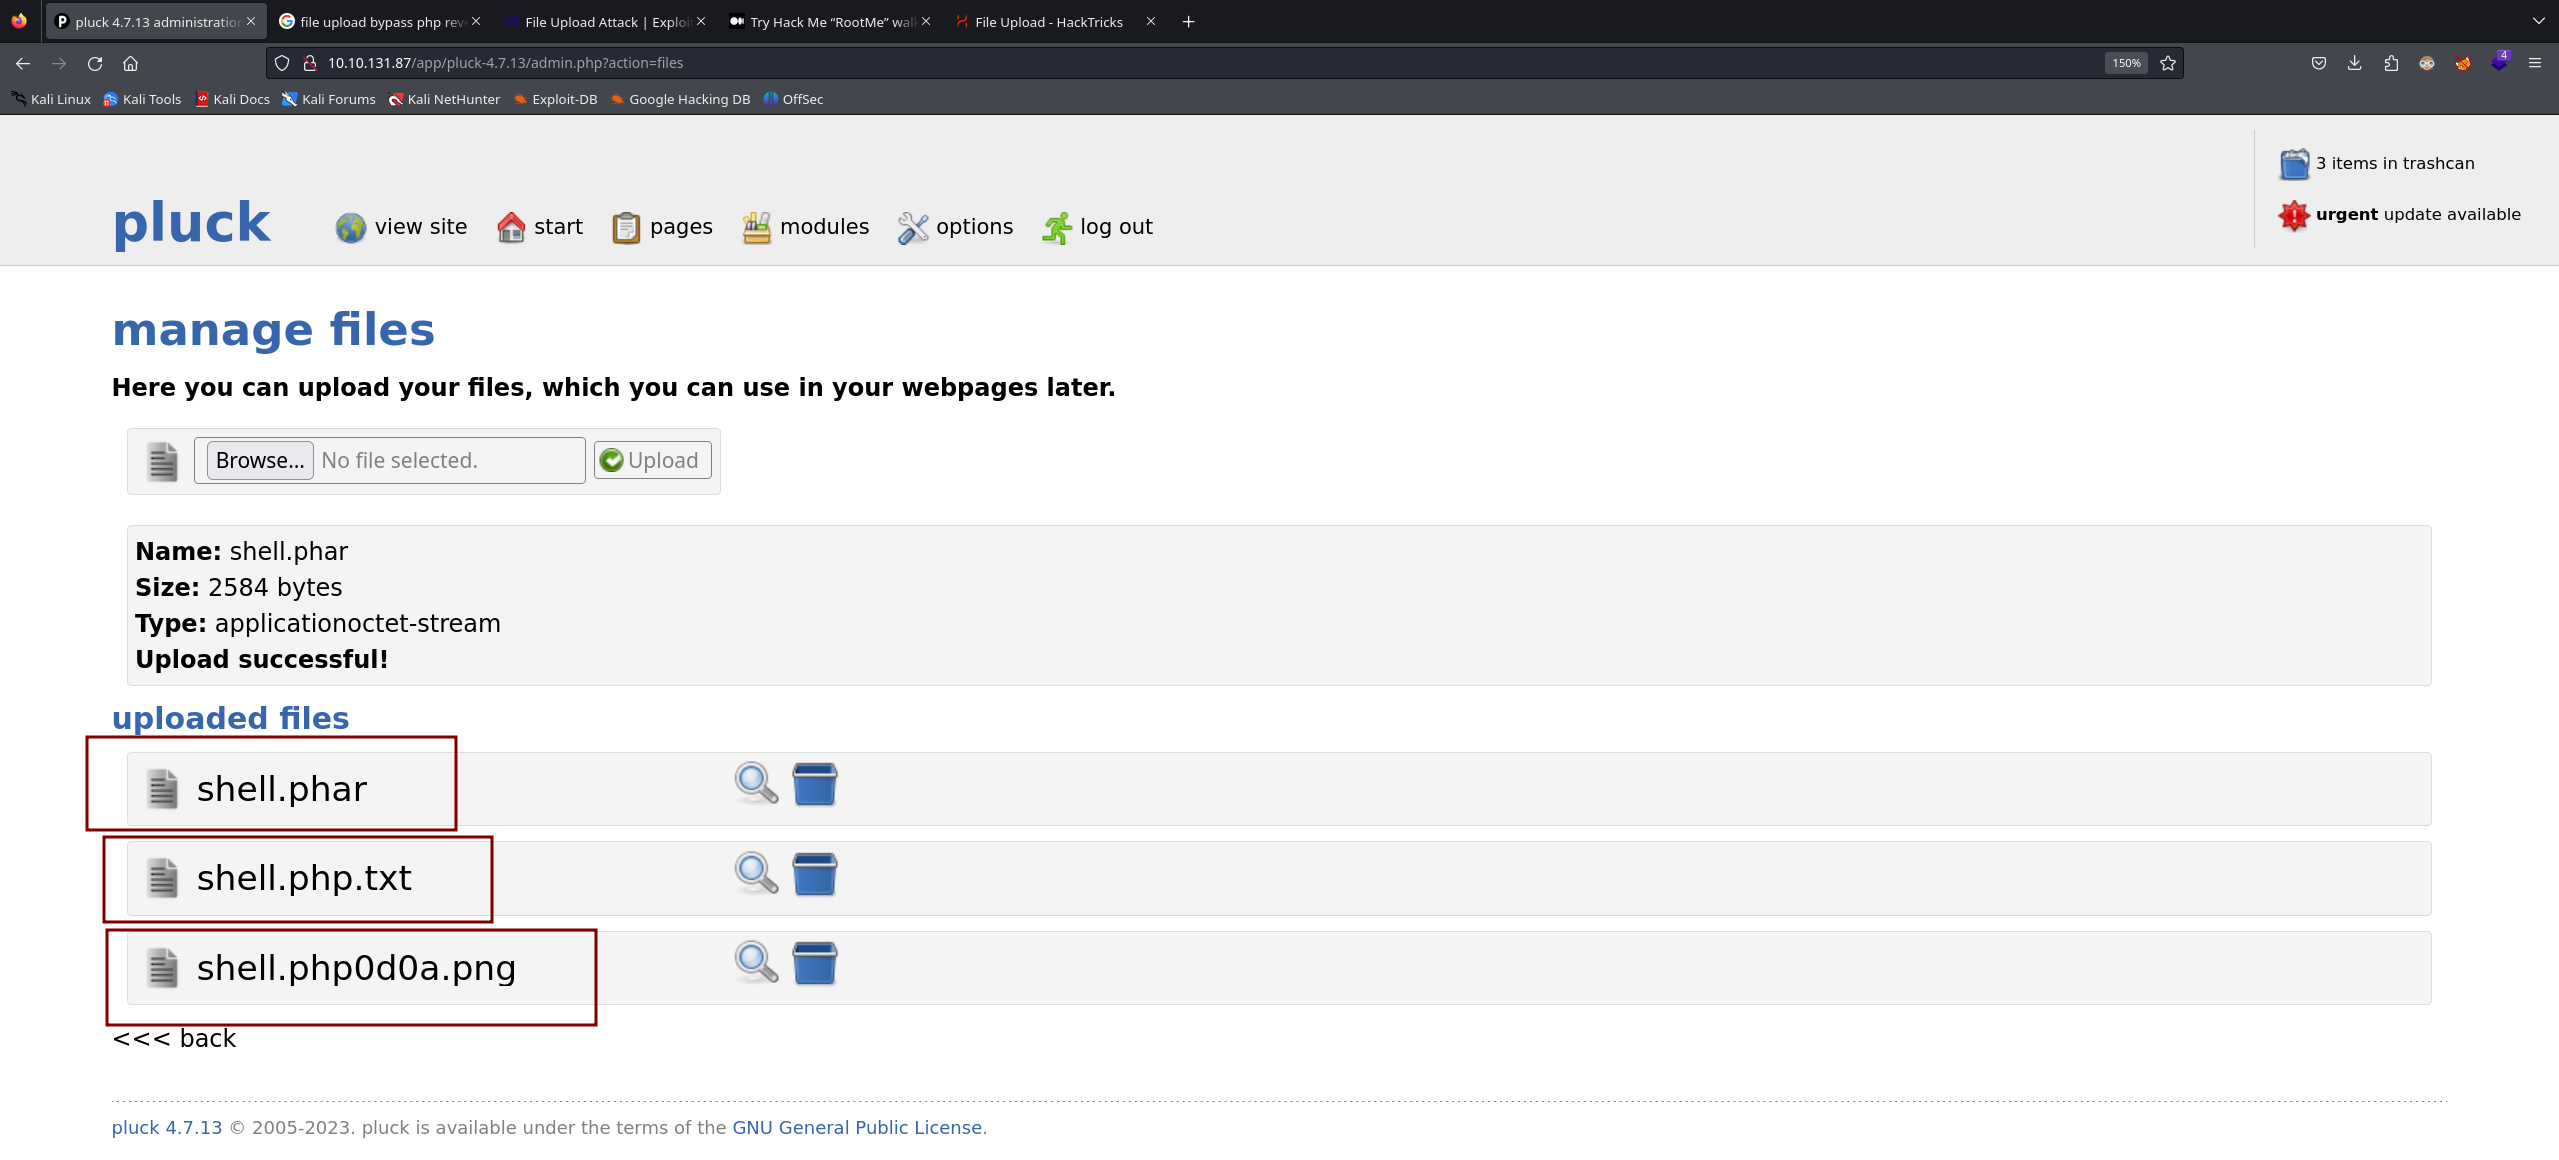 pluck 4.7.13 administratio
file upload bypass php rev
File Upload Attack | Exploi
Try Hack Me “RootMe” wal
File Upload - HackTricks
10.10.131.87/app/pluck-4.7.13/admin.php?action=files
150%
4
Kali Linux
Kali Tools
Kali Docs
Kali Forums
Kali NetHunter
Exploit-DB
Google Hacking DB
OffSec
3 items in trashcan
urgent update available
pluck
view site
start
pages
modules
options
log out
manage files
Here you can upload your files, which you can use in your webpages later.
Browse... No file selected.
Upload
Name: shell.phar
Size: 2584 bytes
Type: applicationoctet-stream
Upload successful!
uploaded files
shell.phar
shell.php.txt
shell.php0d0a.png
<<< back
pluck 4.7.13 © 2005-2023. pluck is available under the terms of the GNU General Public License.